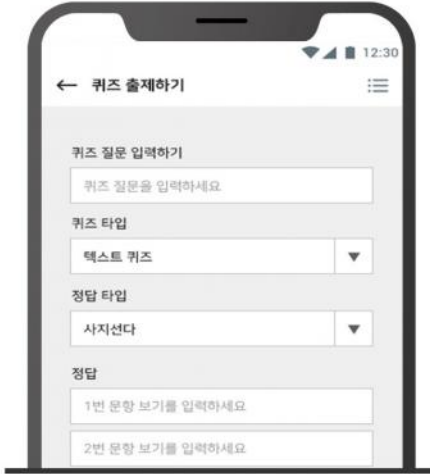 12:30
← 퀴즈 출제하기
퀴즈 질문 입력하기
퀴즈 질문을 입력하세요
퀴즈 타입
텍스트 퀴즈
정답 타입
사지선다
정답
1번 문항 보기를 입력하세요
2번 문항 보기를 입력하세요